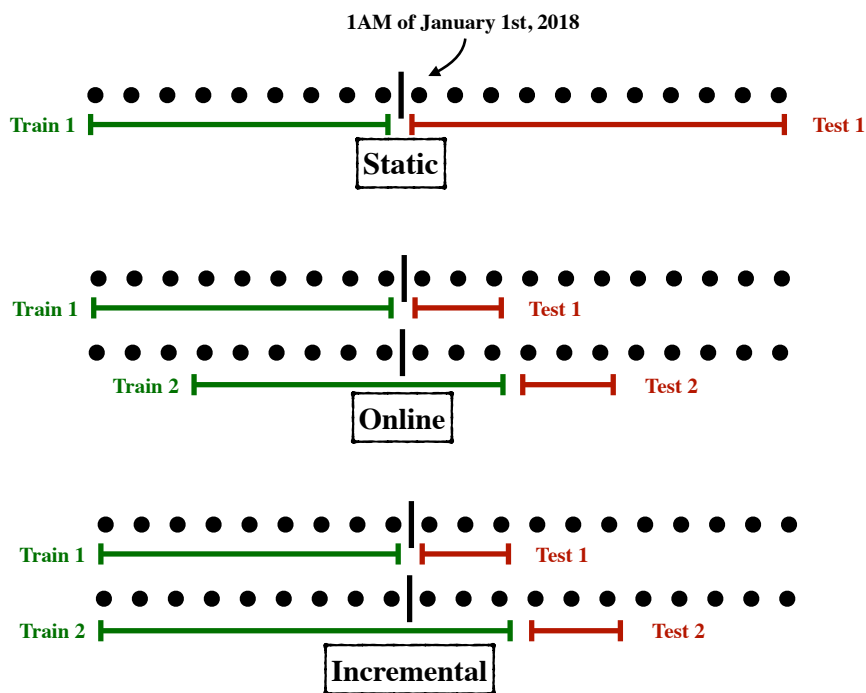 1AM of January 1st, 2018
Train 1
Test 1
Static
Train 1
Test 1
Train 2
Test 2
Online
Train 1
Test 1
Train 2
Test 2
Incremental